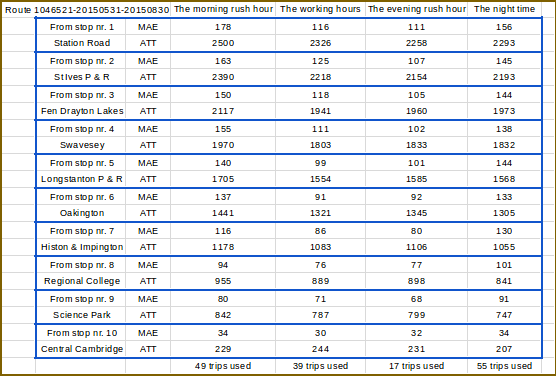 Route 1046521-20150531-20150830 The morning rush hour The working hours The evening rush hour The night time
From stop nr. 1 MAE 178 116 111 156
Station Road ATT 2500 2326 2258 2293
From stop nr. 2 MAE 163 125 107 145
St Ives P & R ATT 2390 2218 2154 2193
From stop nr. 3 MAE 150 118 105 144
Fen Drayton Lakes ATT 2117 1941 1960 1973
From stop nr. 4 MAE 155 111 102 138
Swavesey ATT 1970 1803 1833 1832
From stop nr. 5 MAE 140 99 101 144
Longstanton P & R ATT 1705 1554 1585 1568
From stop nr. 6 MAE 137 91 92 133
Oakington ATT 1441 1321 1345 1305
From stop nr. 7 MAE 116 86 80 130
Histon & Impington ATT 1178 1083 1106 1055
From stop nr. 8 MAE 94 76 77 101
Regional College ATT 955 889 898 841
From stop nr. 9 MAE 80 71 68 91
Science Park ATT 842 787 799 747
From stop nr. 10 MAE 34 30 32 34
Central Cambridge ATT 229 244 231 207
49 trips used 39 trips used 17 trips used 55 trips used